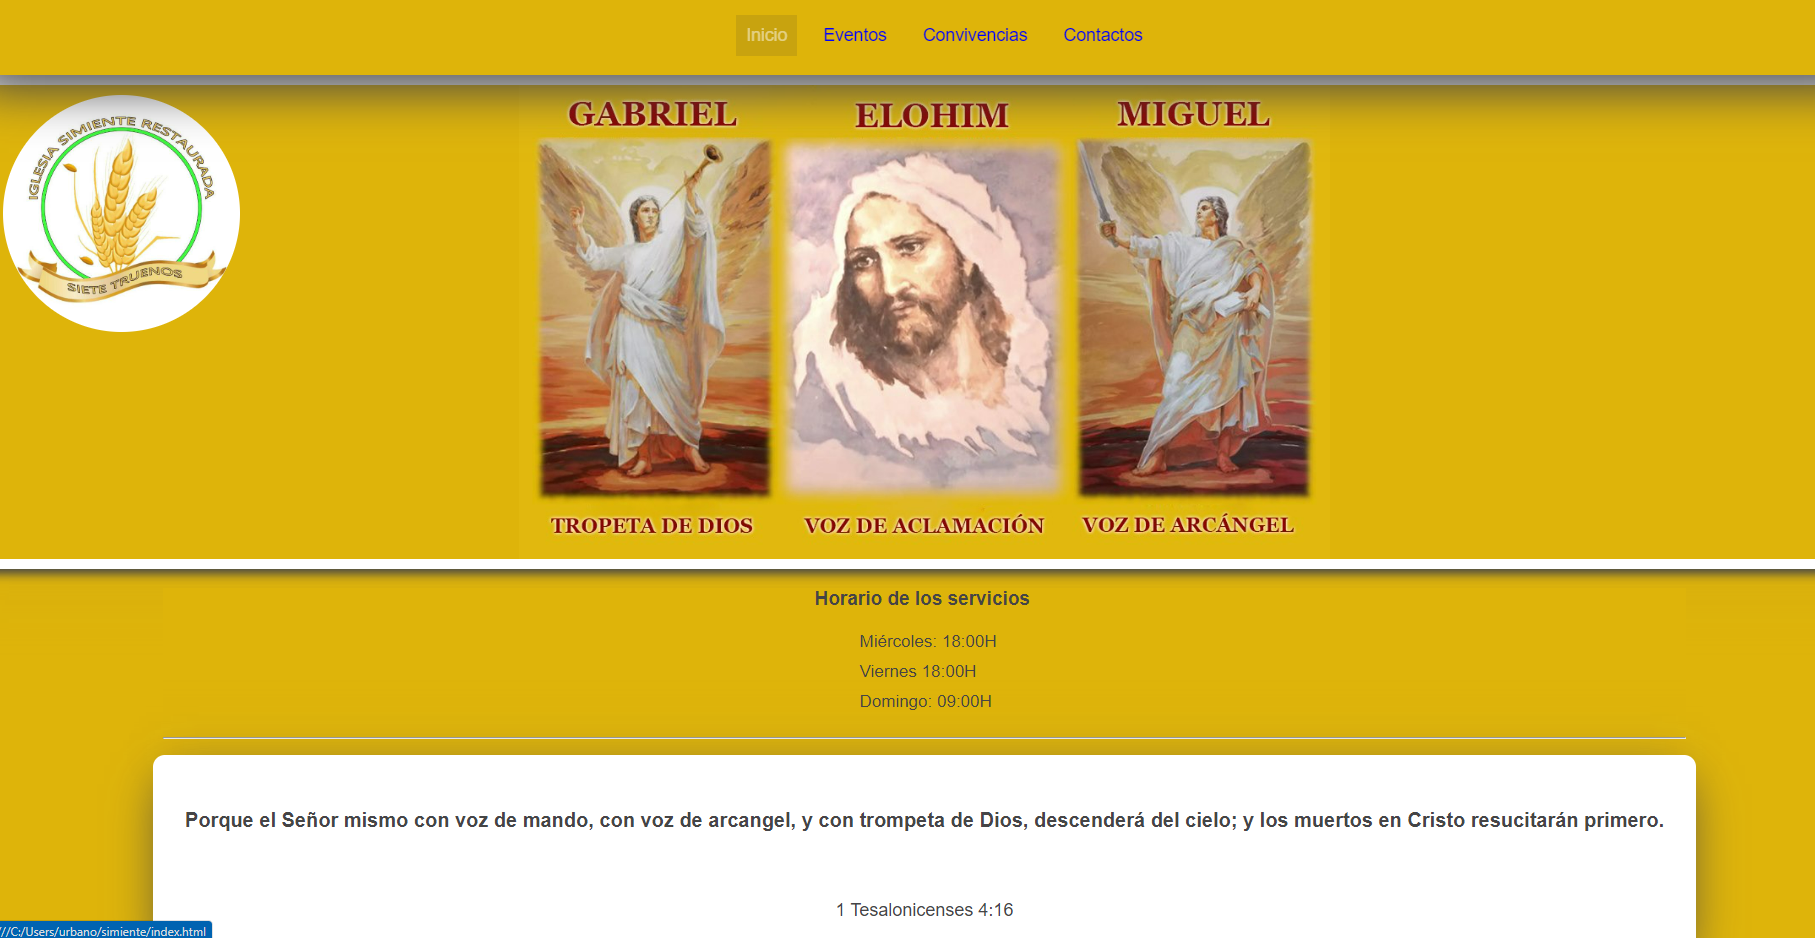 Inicio Eventos Convivencias Contactos
IGLESIA SIMIENTE RESTAURADA
SIETE TRUENOS
GABRIEL ELOHIM MIGUEL
TROPETA DE DIOS VOZ DE ACLAMACIÓN VOZ DE ARCÁNGEL
Horario de los servicios
Miércoles: 18:00H
Viernes 18:00H
Domingo: 09:00H
Porque el Señor mismo con voz de mando, con voz de arcangel, y con trompeta de Dios, descenderá del cielo; y los muertos en Cristo resucitarán primero.
1 Tesalonicenses 4:16
///C:/Users/urbano/simiente/index.html